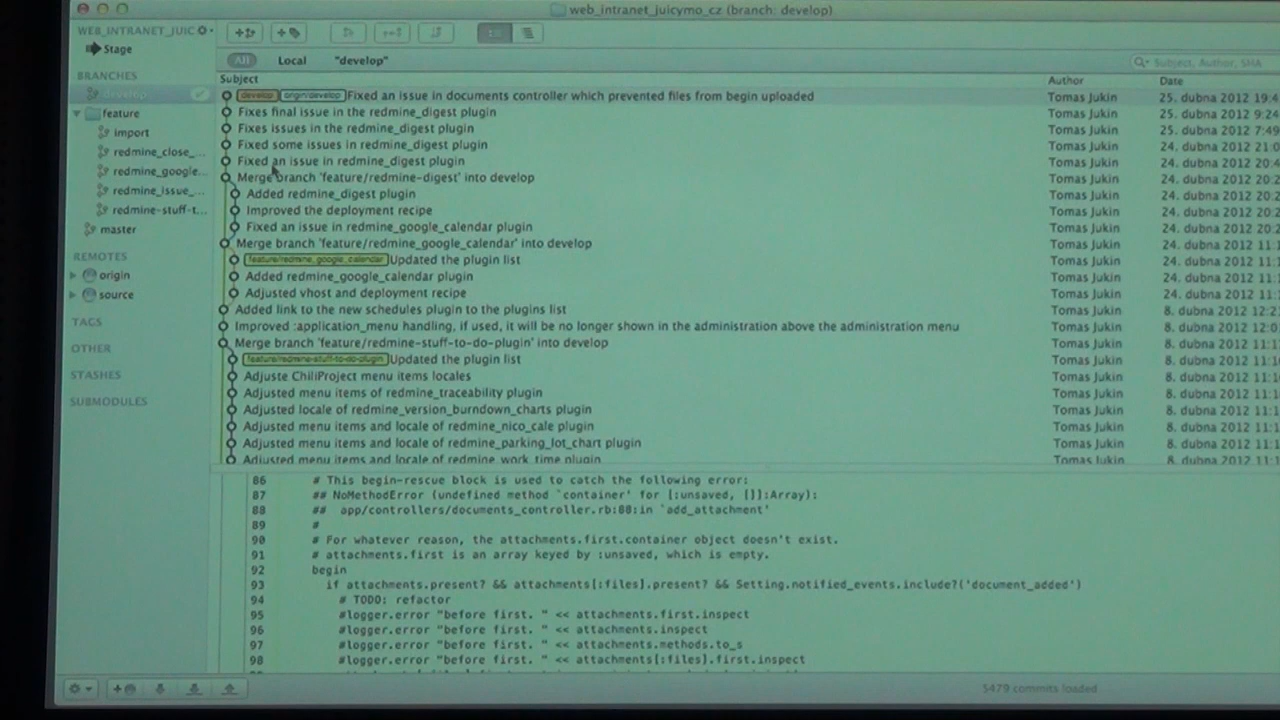 web_intranet_juicymo_cz (branch: develop)
WEB_INTRANET_JUIC
Stage
BRANCHES
develop
feature
import
redmine_close_...
redmine_google...
redmine_issue_...
redmine-stuff-t...
master
REMOTES
origin
source
TAGS
OTHER
STASHES
SUBMODULES
All Local "develop" Subject, Author, SHA
Subject Author Date
develop origin/develop Fixed an issue in documents controller which prevented files from begin uploaded Tomas Jukin 25. dubna 2012 19:4
Fixes final issue in the redmine_digest plugin Tomas Jukin 25. dubna 2012 9:24
Fixes issues in the redmine_digest plugin Tomas Jukin 25. dubna 2012 7:49
Fixed some issues in redmine_digest plugin Tomas Jukin 24. dubna 2012 21:0
Fixed an issue in redmine_digest plugin Tomas Jukin 24. dubna 2012 20:4
Merge branch 'feature/redmine-digest' into develop Tomas Jukin 24. dubna 2012 20:2
Added redmine_digest plugin Tomas Jukin 24. dubna 2012 20:2
Improved the deployment recipe Tomas Jukin 24. dubna 2012 20:2
Fixed an issue in redmine_google_calendar plugin Tomas Jukin 24. dubna 2012 20:2
Merge branch 'feature/redmine_google_calendar' into develop Tomas Jukin 24. dubna 2012 11:1
feature/redmine_google_calendar Updated the plugin list Tomas Jukin 24. dubna 2012 11:1
Added redmine_google_calendar plugin Tomas Jukin 24. dubna 2012 11:1
Adjusted vhost and deployment recipe Tomas Jukin 24. dubna 2012 11:1
Added link to the new schedules plugin to the plugins list Tomas Jukin 8. dubna 2012 12:2
Improved :application_menu handling, if used, it will be no longer shown in the administration above the administration menu Tomas Jukin 8. dubna 2012 12:2
Merge branch 'feature/redmine-stuff-to-do-plugin' into develop Tomas Jukin 8. dubna 2012 11:1
feature/redmine-stuff-to-do-plugin Updated the plugin list Tomas Jukin 8. dubna 2012 11:1
Adjuste ChiliProject menu items locales Tomas Jukin 8. dubna 2012 11:1
Adjusted menu items of redmine_traceability plugin Tomas Jukin 8. dubna 2012 11:1
Adjusted locale of redmine_version_burndown_charts plugin Tomas Jukin 8. dubna 2012 11:1
Adjusted menu items and locale of redmine_nico_cale plugin Tomas Jukin 8. dubna 2012 11:1
Adjusted menu items and locale of redmine_parking_lot_chart plugin Tomas Jukin 8. dubna 2012 11:1
Adjusted menu items and locale of redmine_work_time plugin Tomas Jukin 8. dubna 2012 11:1
86 # This begin-rescue block is used to catch the following error:
87 ## NoMethodError (undefined method `container' for [:unsaved, []]:Array):
88 ## app/controllers/documents_controller.rb:88:in `add_attachment'
89 #
90 # For whatever reason, the attachments.first.container object doesn't exist.
91 # attachments.first is an array keyed by :unsaved, which is empty.
92 begin
93 if attachments.present? && attachments[:files].present? && Setting.notified_events.include?('document_added')
94 # TODO: refactor
95 #logger.error "before first. " << attachments.first.inspect
96 #logger.error "before first. " << attachments.inspect
97 #logger.error "before first. " << attachments.methods.to_s
98 #logger.error "before first. " << attachments[:files].first.inspect
5479 commits loaded